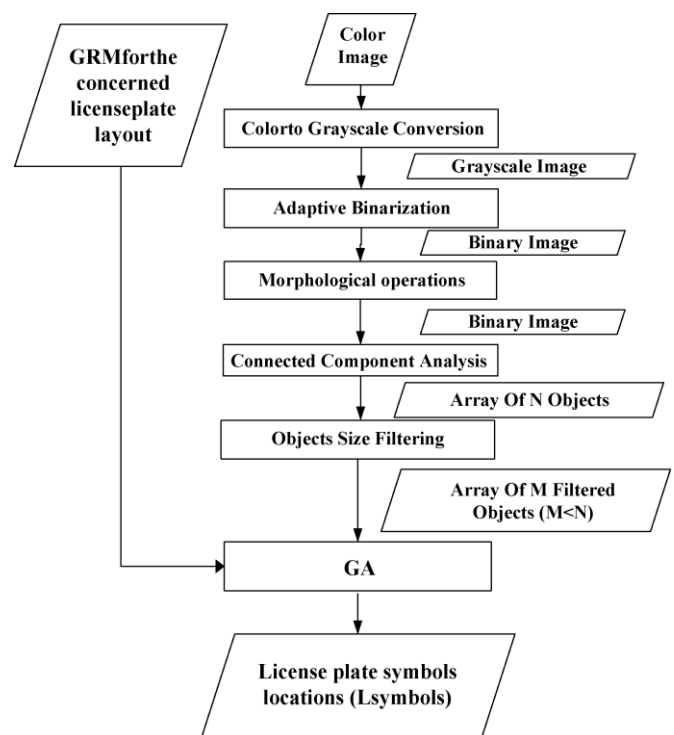 GRMforthe
concerned
licenseplate
layout
Color
Image
Colorto Grayscale Conversion
Grayscale Image
Adaptive Binarization
Binary Image
Morphological operations
Binary Image
Connected Component Analysis
Array Of N Objects
Objects Size Filtering
Array Of M Filtered
Objects (M<N)
GA
License plate symbols
locations (Lsymbols)